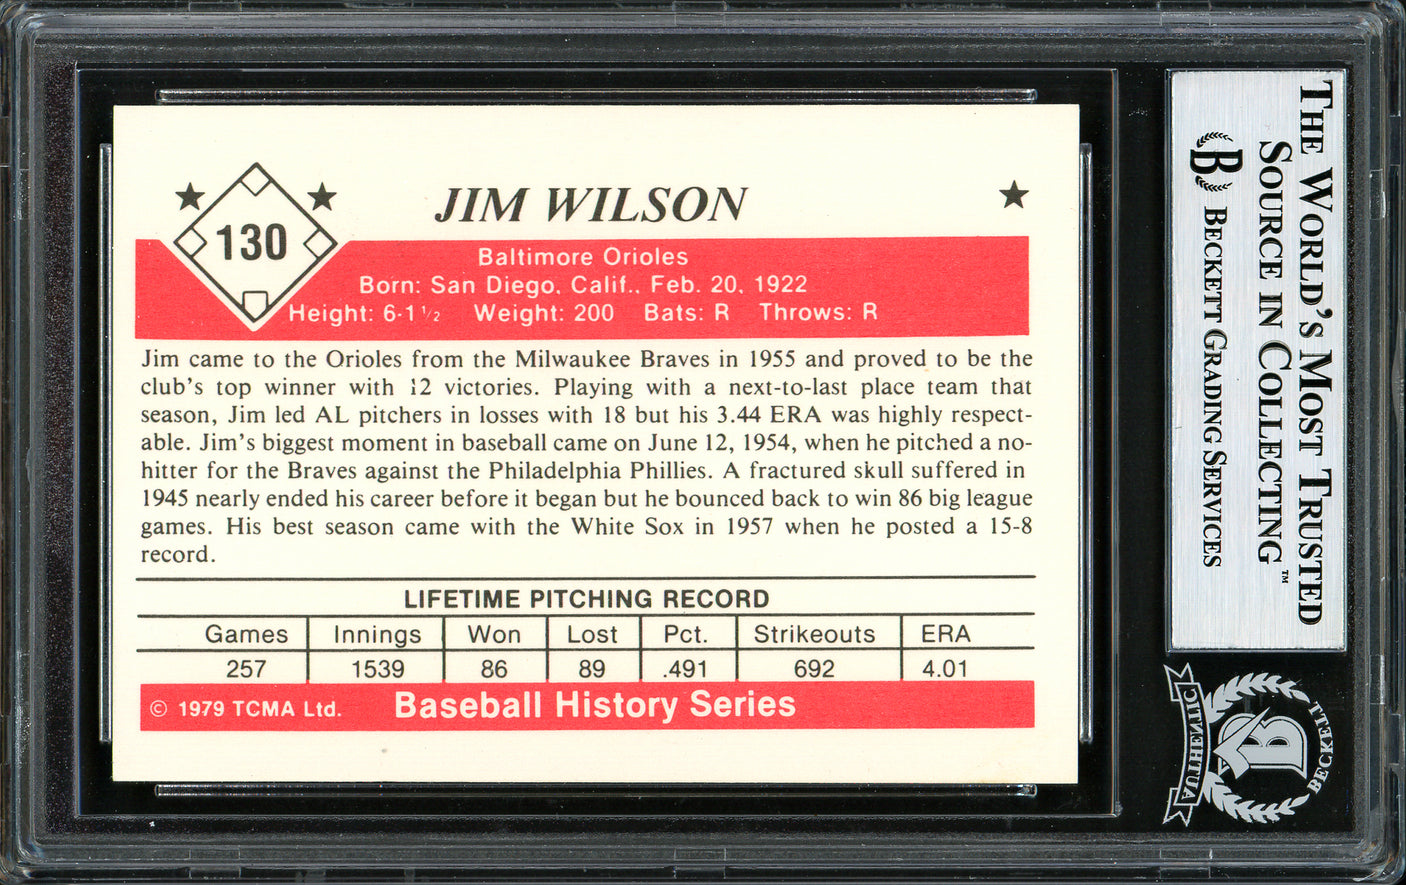 130
JIM WILSON
Baltimore Orioles
Born: San Diego, Calif., Feb. 20, 1922
Height: 6-1½ Weight: 200 Bats: R Throws: R
Jim came to the Orioles from the Milwaukee Braves in 1955 and proved to be the
club's top winner with 12 victories. Playing with a next-to-last place team that
season, Jim led AL pitchers in losses with 18 but his 3.44 ERA was highly respect-
able. Jim's biggest moment in baseball came on June 12, 1954, when he pitched a no-
hitter for the Braves against the Philadelphia Phillies. A fractured skull suffered in
1945 nearly ended his career before it began but he bounced back to win 86 big league
games. His best season came with the White Sox in 1957 when he posted a 15-8
record.
LIFETIME PITCHING RECORD
Games Innings Won Lost Pct. Strikeouts ERA
257 1539 86 89 .491 692 4.01
© 1979 TCMA Ltd. Baseball History Series
THE WORLD'S MOST TRUSTED
SOURCE IN COLLECTING™
B BECKETT GRADING SERVICES
AUTHENTIC
B
BECKETT